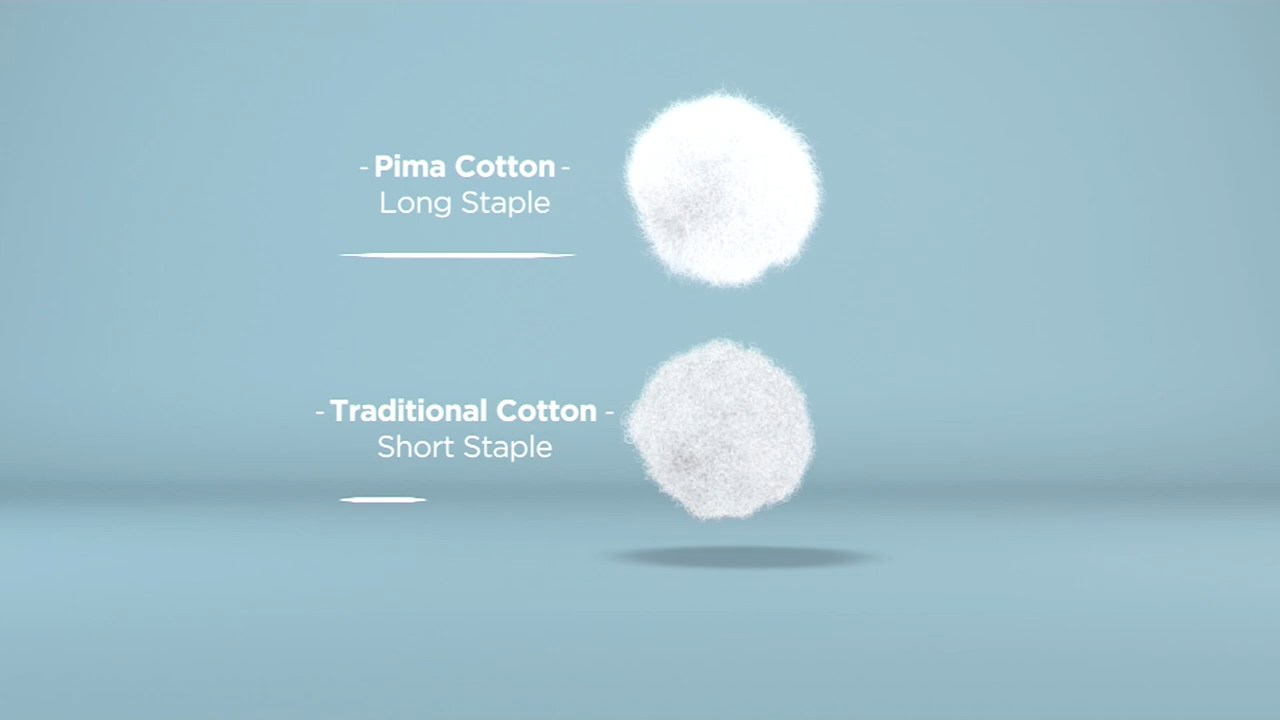 - Pima Cotton -
Long Staple
- Traditional Cotton -
Short Staple